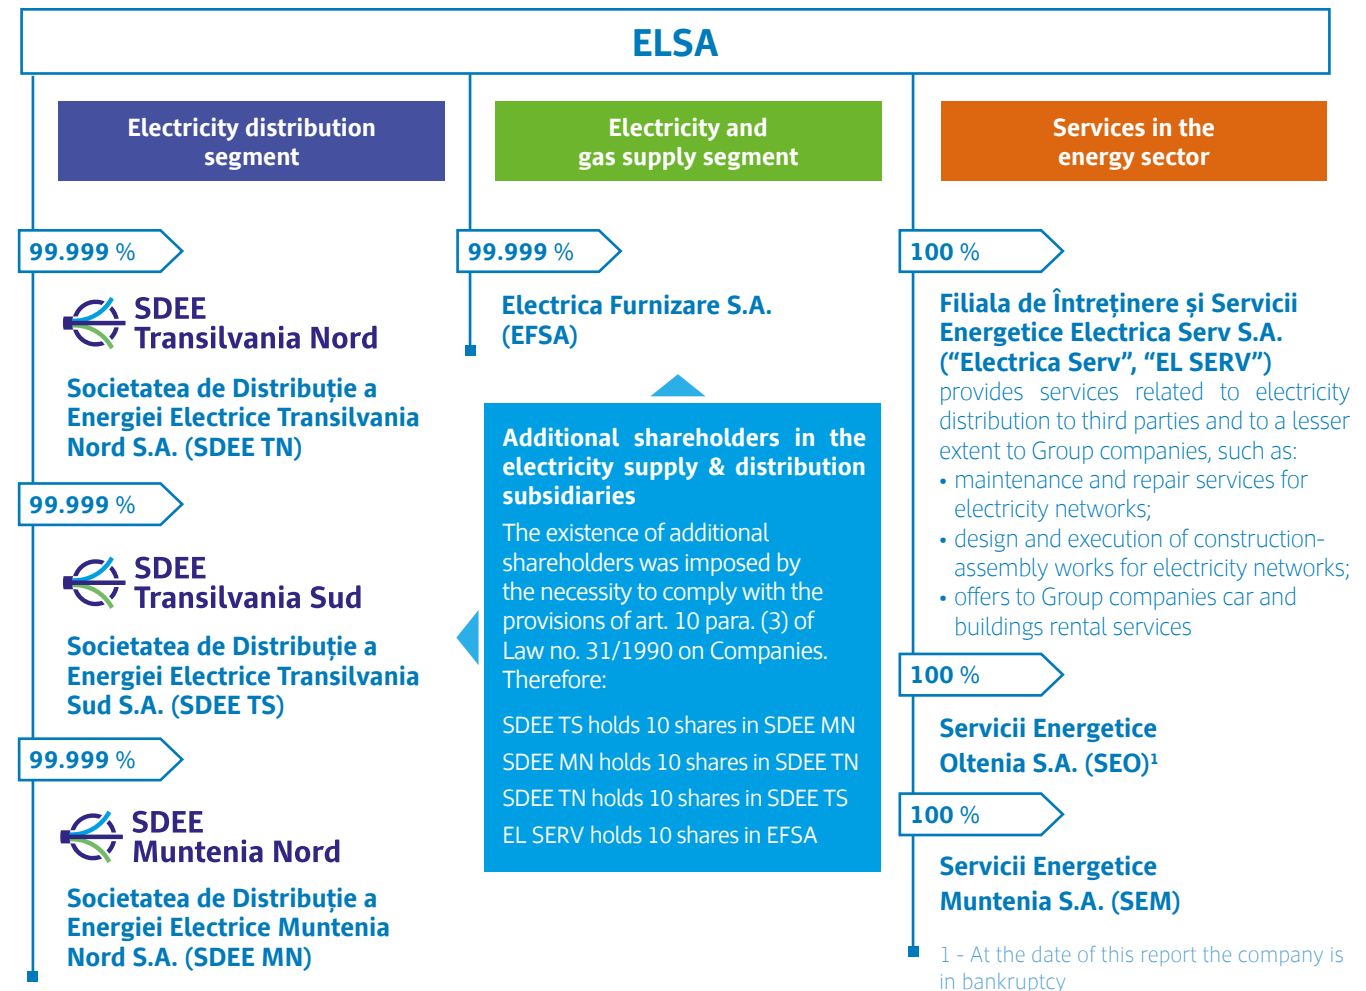 ELSA
Electricity distribution
segment
99.999 %
SDEE
Transilvania Nord
Societatea de Distribuție a
Energiei Electrice Transilvania
Nord S.A. (SDEE TN)
99.999 %
SDEE
Transilvania Sud
Societatea de Distribuție a
Energiei Electrice Transilvania
Sud S.A. (SDEE TS)
99.999 %
SDEE
Muntenia Nord
Societatea de Distribuție a
Energiei Electrice Muntenia
Nord S.A. (SDEE MN)
Electricity and
gas supply segment
99.999 %
Electrica Furnizare S.A.
(EFSA)
Additional shareholders in the
electricity supply & distribution
subsidiaries
The existence of additional
shareholders was imposed by
the necessity to comply with the
provisions of art. 10 para. (3) of
Law no. 31/1990 on Companies.
Therefore:
SDEE TS holds 10 shares in SDEE MN
SDEE MN holds 10 shares in SDEE TN
SDEE TN holds 10 shares in SDEE TS
EL SERV holds 10 shares in EFSA
Services in the
energy sector
100 %
Filiala de Întreținere și Servicii
Energetice Electrica Serv S.A.
(“Electrica Serv”, “EL SERV”)
provides services related to electricity
distribution to third parties and to a lesser
extent to Group companies, such as:
• maintenance and repair services for
electricity networks;
• design and execution of construction-
assembly works for electricity networks;
• offers to Group companies car and
buildings rental services
100 %
Servicii Energetice
Oltenia S.A. (SEO)¹
100 %
Servicii Energetice
Muntenia S.A. (SEM)
1 - At the date of this report the company is
in bankruptcy